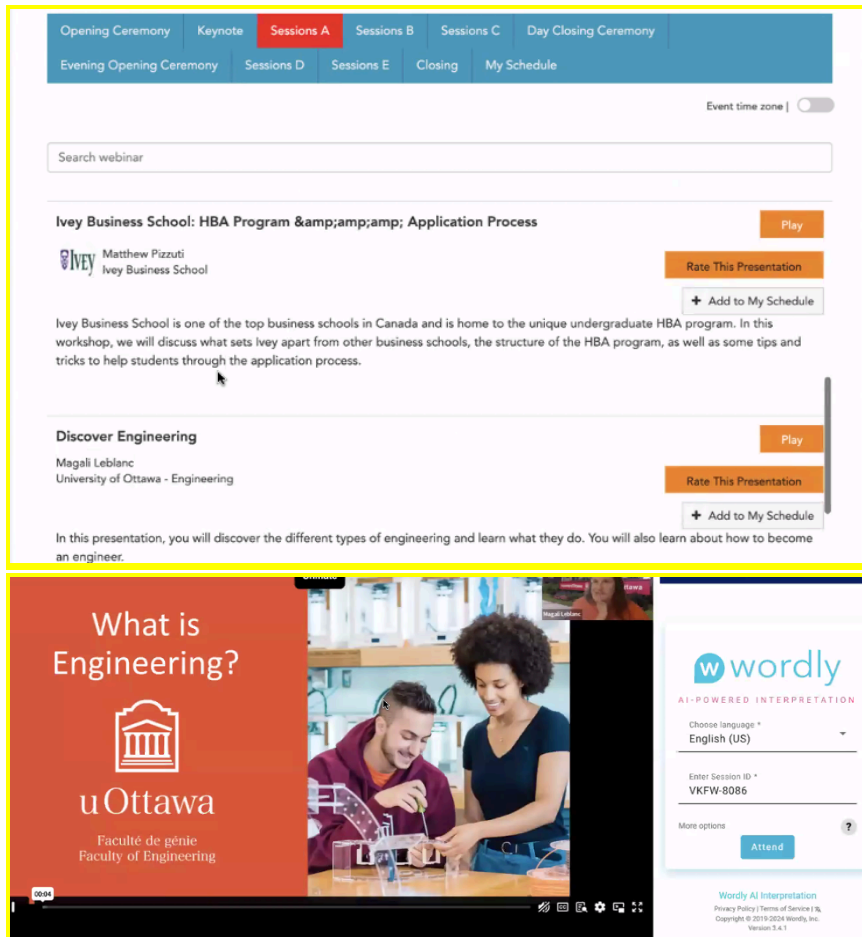 Opening Ceremony Keynote Sessions A Sessions B Sessions C Day Closing Ceremony
Evening Opening Ceremony Sessions D Sessions E Closing My Schedule
Event time zone |
Search webinar
Ivey Business School: HBA Program &amp;amp;amp; Application Process
Play
IVEY
Matthew Pizzuti
Ivey Business School
Rate This Presentation
+ Add to My Schedule
Ivey Business School is one of the top business schools in Canada and is home to the unique undergraduate HBA program. In this
workshop, we will discuss what sets Ivey apart from other business schools, the structure of the HBA program, as well as some tips and
tricks to help students through the application process.
Discover Engineering
Play
Magali Leblanc
University of Ottawa - Engineering
Rate This Presentation
+ Add to My Schedule
In this presentation, you will discover the different types of engineering and learn what they do. You will also learn about how to become
an engineer.
What is
Engineering?
uOttawa
Faculté de génie
Faculty of Engineering
Unmute
Magali Leblanc
00:04
CC
w wordly
AI-POWERED INTERPRETATION
Choose language *
English (US)
Enter Session ID *
VKFW-8086
More options
?
Attend
Wordly AI Interpretation
Privacy Policy | Terms of Service |
Copyright © 2019-2024 Wordly, Inc.
Version 3.4.1